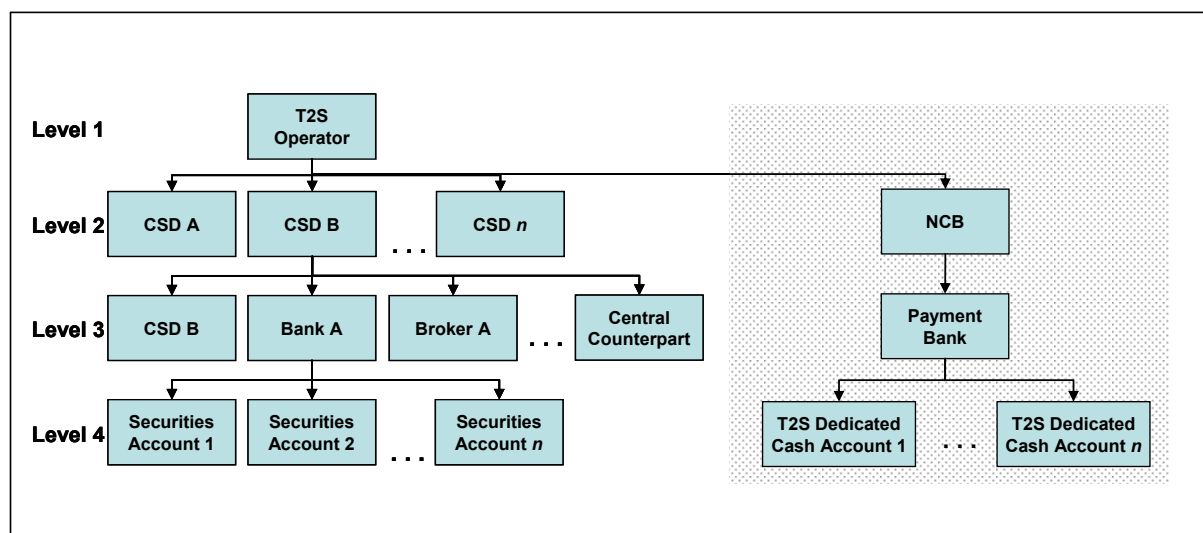 Level 1
T2S
Operator
Level 2
CSD A
CSD B
. . .
CSD n
NCB
Level 3
CSD B
Bank A
Broker A
. . .
Central
Counterpart
Payment
Bank
Level 4
Securities
Account 1
Securities
Account 2
. . .
Securities
Account n
T2S Dedicated
Cash Account 1
. . .
T2S Dedicated
Cash Account n